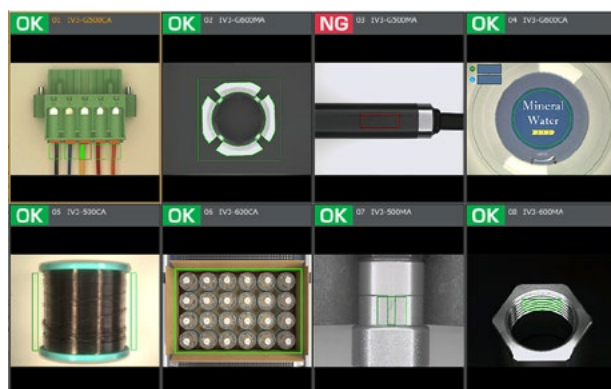 OK 01 IV3-G500CA
OK 02 IV3-G600MA
NG 03 IV3-G500MA
OK 04 IV3-G600CA
Mineral
Water
OK 05 IV3-500CA
OK 06 IV3-600CA
OK 07 IV3-500MA
OK 08 IV3-600MA